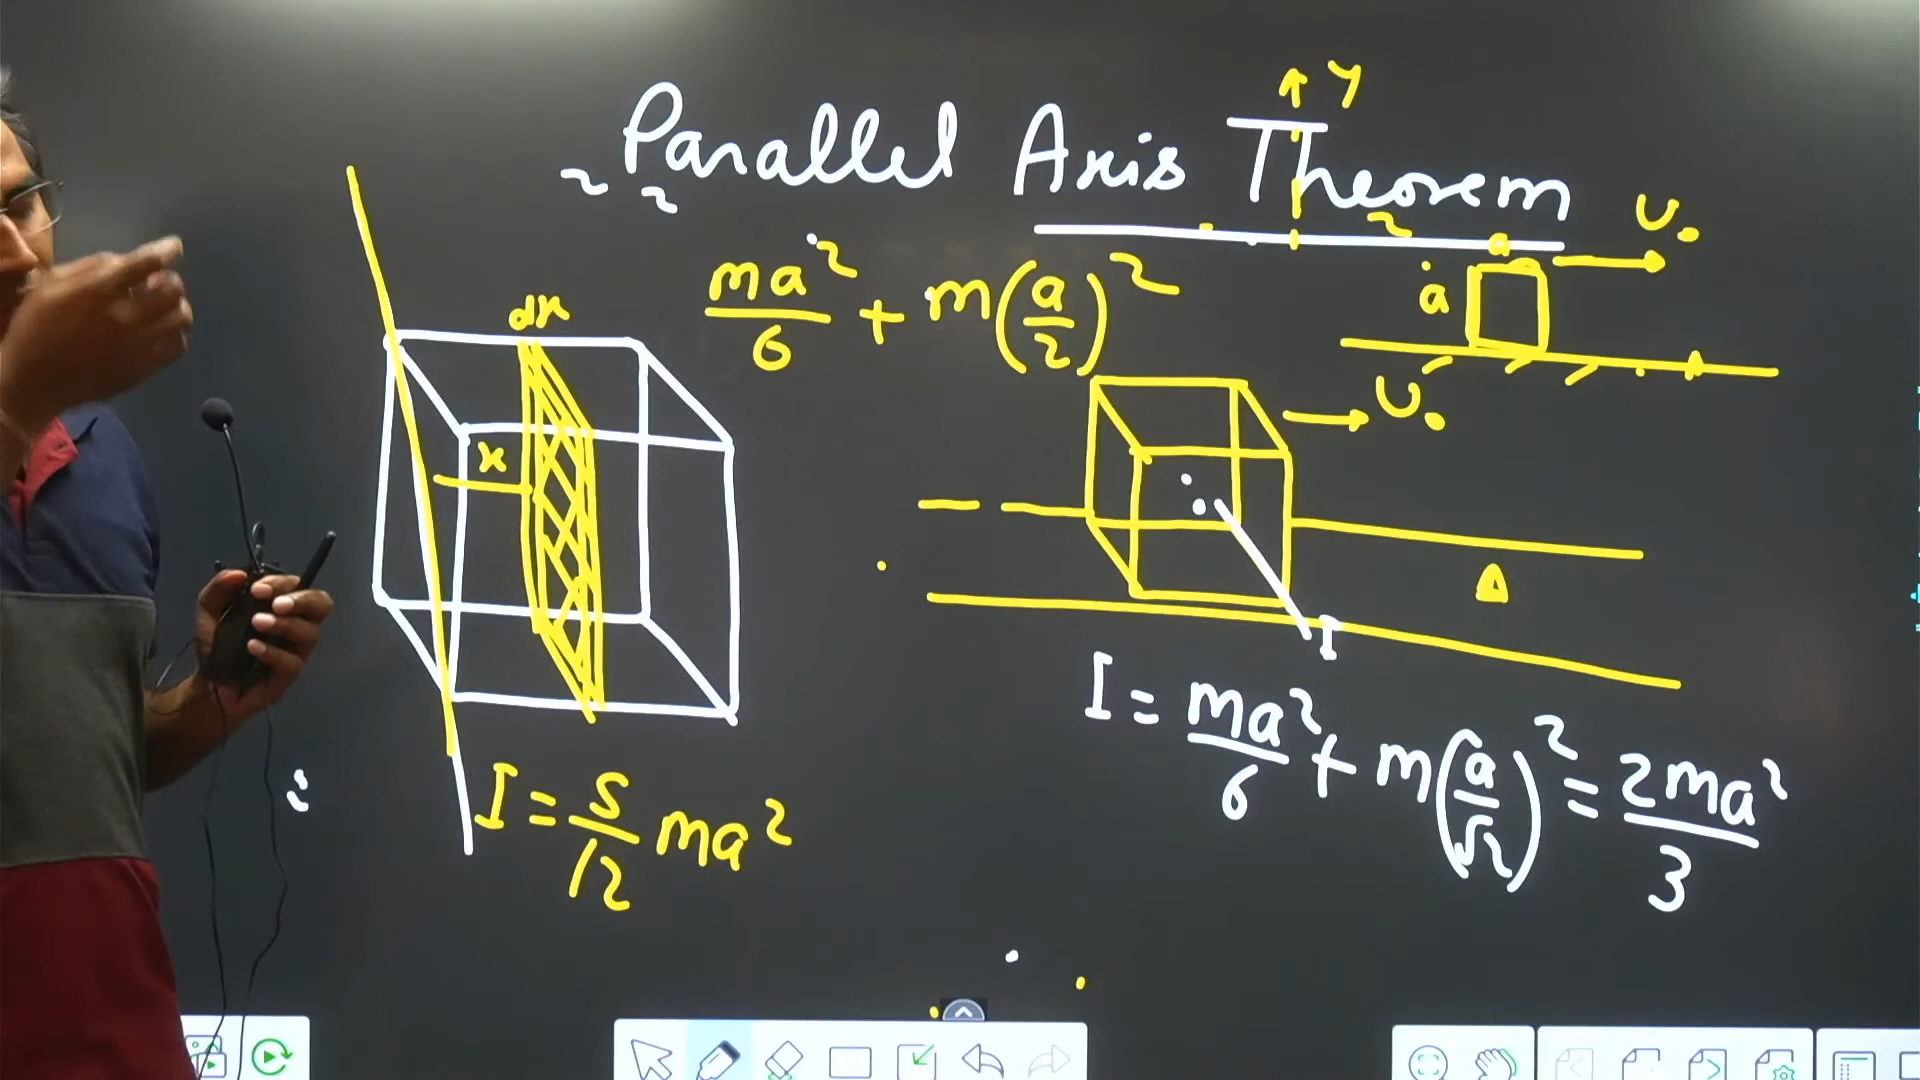 Parallel Axis Theorem
y
ma²/6 + m(a/2)²
a
a
v₀
dx
x
v₀
I
I = 5/12 ma²
I = ma²/6 + m(a/√2)² = 2ma²/3